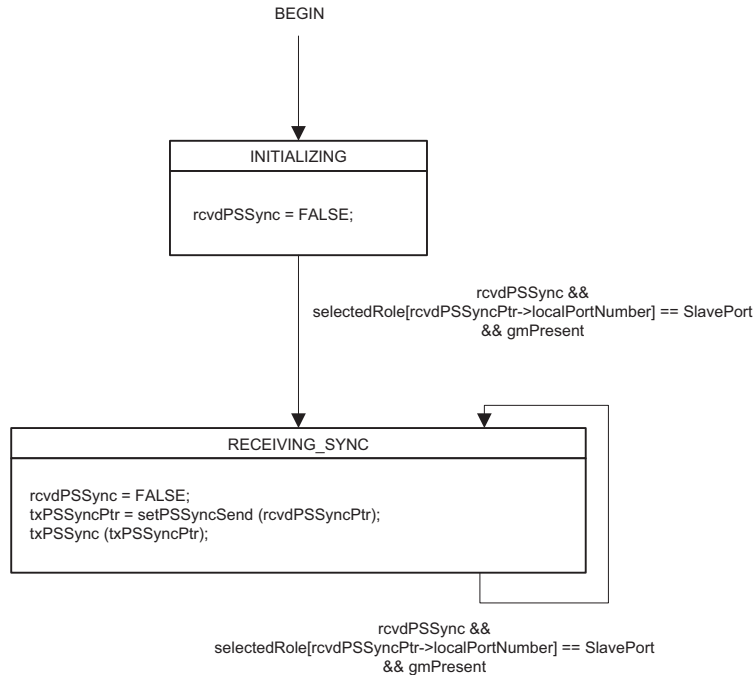 BEGIN
INITIALIZING
rcvdPSSync = FALSE;
rcvdPSSync &&
selectedRole[rcvdPSSyncPtr->localPortNumber] == SlavePort
&& gmPresent
RECEIVING_SYNC
rcvdPSSync = FALSE;
txPSSyncPtr = setPSSyncSend (rcvdPSSyncPtr);
txPSSync (txPSSyncPtr);
rcvdPSSync &&
selectedRole[rcvdPSSyncPtr->localPortNumber] == SlavePort
&& gmPresent